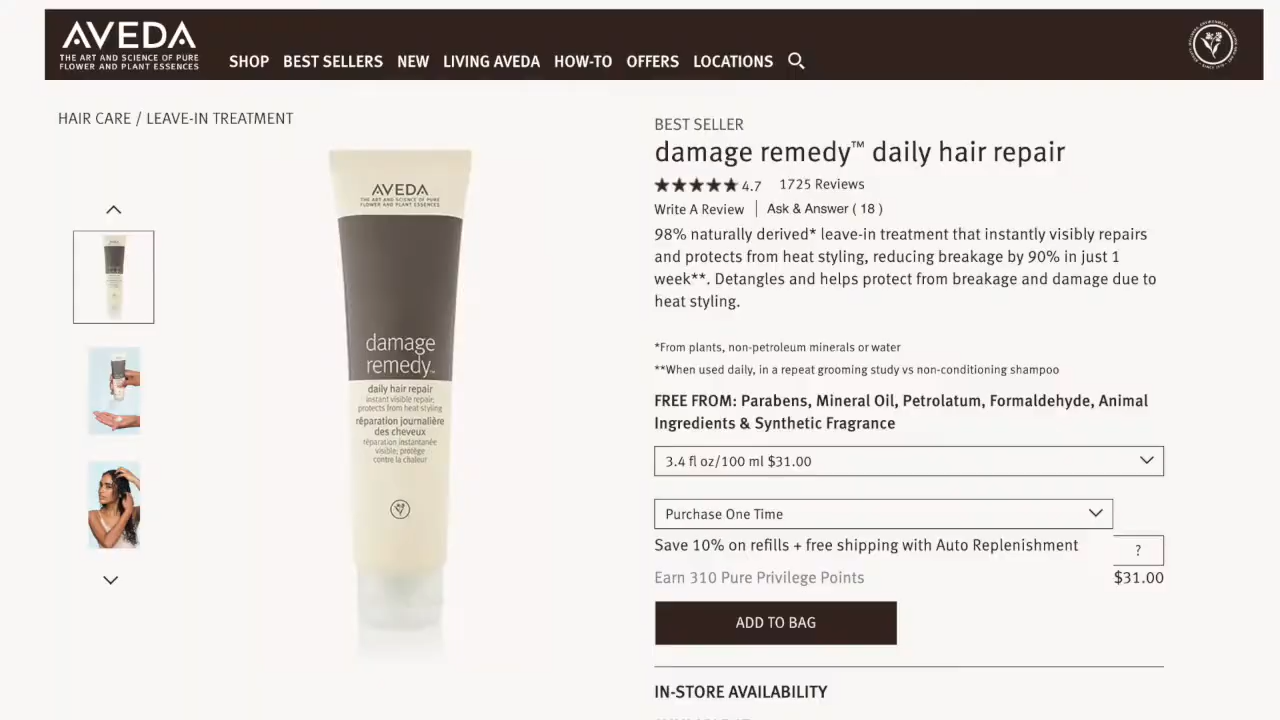 AVEDA
THE ART AND SCIENCE OF PURE
FLOWER AND PLANT ESSENCES
SHOP BEST SELLERS NEW LIVING AVEDA HOW-TO OFFERS LOCATIONS
HAIR CARE / LEAVE-IN TREATMENT
AVEDA
THE ART AND SCIENCE OF PURE
FLOWER AND PLANT ESSENCES
damage
remedy™
daily hair repair
instant visible repair,
protects from heat styling
réparation journalière
des cheveux
réparation instantanée
visible; protège
contre la chaleur
BEST SELLER
damage remedy™ daily hair repair
4.7 1725 Reviews
Write A Review | Ask & Answer ( 18 )
98% naturally derived* leave-in treatment that instantly visibly repairs
and protects from heat styling, reducing breakage by 90% in just 1
week**. Detangles and helps protect from breakage and damage due to
heat styling.
*From plants, non-petroleum minerals or water
**When used daily, in a repeat grooming study vs non-conditioning shampoo
FREE FROM: Parabens, Mineral Oil, Petrolatum, Formaldehyde, Animal
Ingredients & Synthetic Fragrance
3.4 fl oz/100 ml $31.00
Purchase One Time
Save 10% on refills + free shipping with Auto Replenishment
?
Earn 310 Pure Privilege Points
$31.00
ADD TO BAG
IN-STORE AVAILABILITY